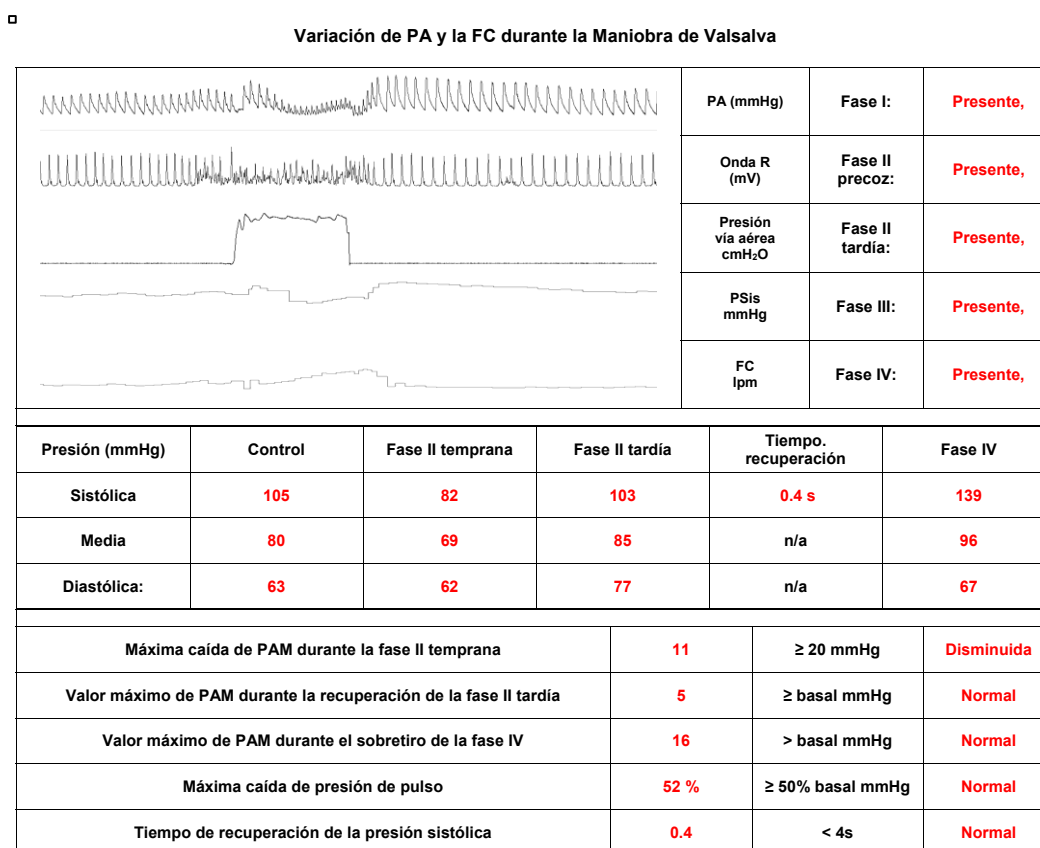 Variación de PA y la FC durante la Maniobra de Valsalva
PA (mmHg) Fase I: Presente,
Onda R
(mV)
Fase II
precoz:
Presente,
Presión
vía aérea
cmH₂O
Fase II
tardía:
Presente,
PSis
mmHg
Fase III: Presente,
FC
lpm
Fase IV: Presente,
Presión (mmHg) Control Fase II temprana Fase II tardía Tiempo.
recuperación
Fase IV
Sistólica 105 82 103 0.4 s 139
Media 80 69 85 n/a 96
Diastólica: 63 62 77 n/a 67
Máxima caída de PAM durante la fase II temprana 11 ≥ 20 mmHg Disminuida
Valor máximo de PAM durante la recuperación de la fase II tardía 5 ≥ basal mmHg Normal
Valor máximo de PAM durante el sobretiro de la fase IV 16 > basal mmHg Normal
Máxima caída de presión de pulso 52 % ≥ 50% basal mmHg Normal
Tiempo de recuperación de la presión sistólica 0.4 < 4s Normal